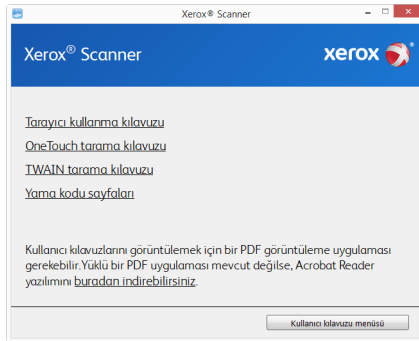 Xerox® Scanner
Xerox® Scanner
xerox
Tarayıcı kullanma kılavuzu
OneTouch tarama kılavuzu
TWAIN tarama kılavuzu
Yama kodu sayfaları
Kullanıcı kılavuzlarını görüntülemek için bir PDF görüntüleme uygulaması
gerekebilir.Yüklü bir PDF uygulaması mevcut değilse, Acrobat Reader
yazılımını buradan indirebilirsiniz.
Kullanıcı kılavuzu menüsü